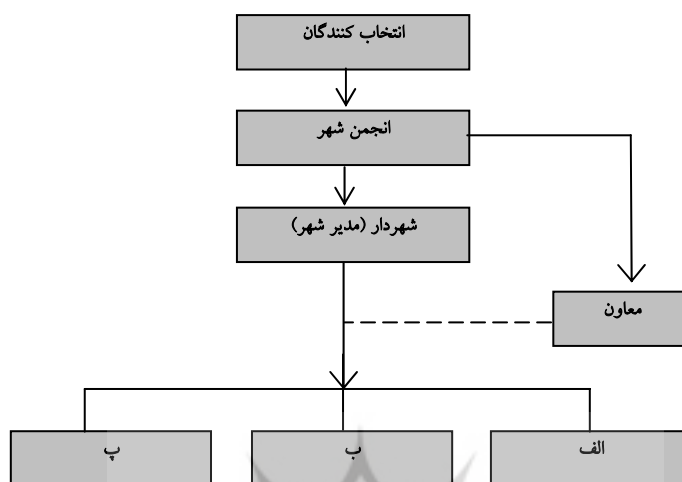 انتخاب کنندگان
انجمن شهر
شهردار (مدیر شهر)
معاون
الف
ب
پ